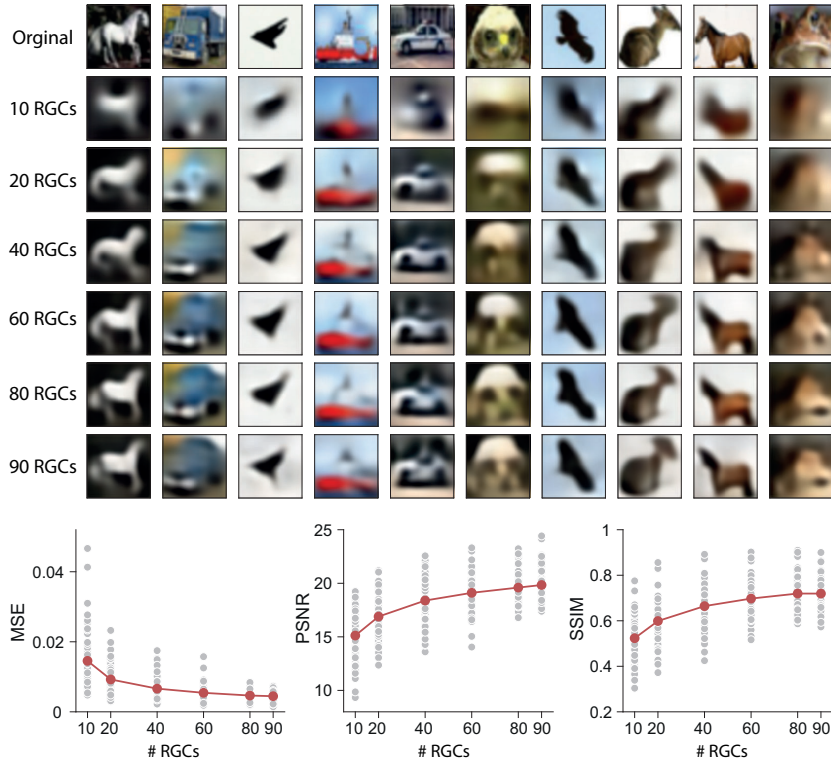 Orginal
10 RGCs
20 RGCs
40 RGCs
60 RGCs
80 RGCs
90 RGCs
MSE
0.04
0.02
0
10 20 40 60 80 90
# RGCs
PSNR
25
20
15
10
10 20 40 60 80 90
# RGCs
SSIM
1
0.8
0.6
0.4
0.2
10 20 40 60 80 90
# RGCs